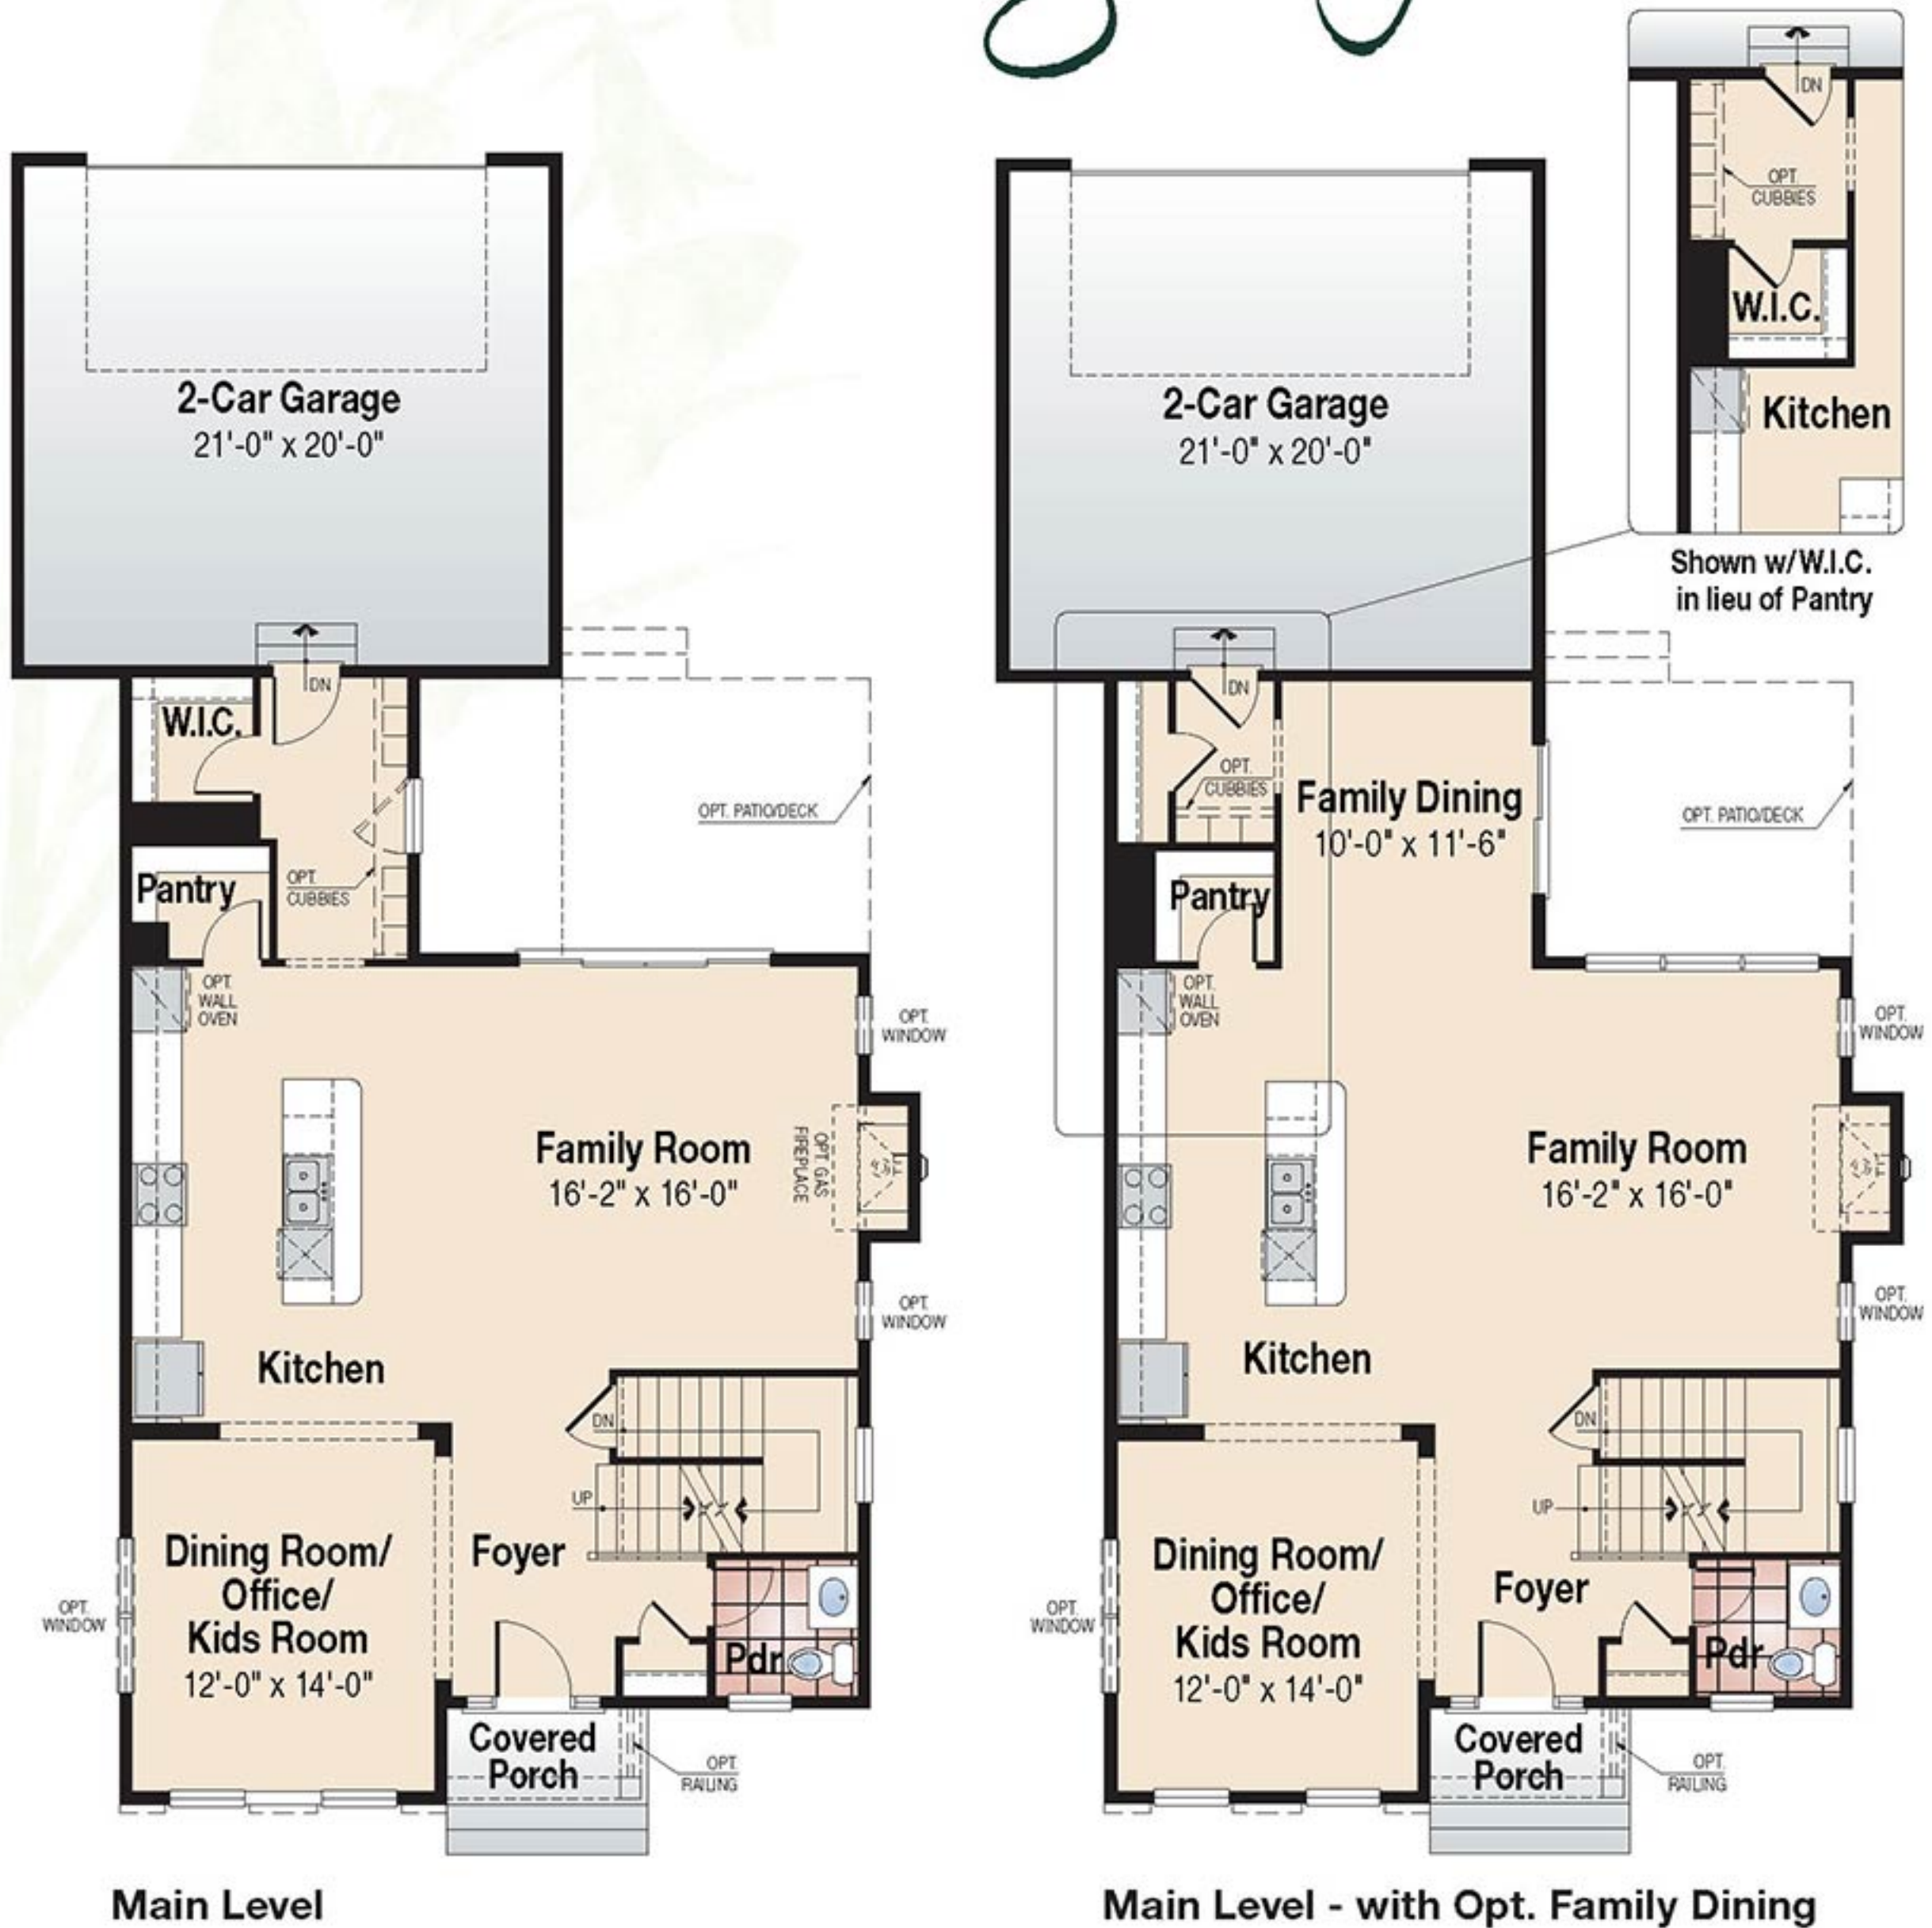 2-Car Garage
21'-0" x 20'-0"
DN
W.I.C.
OPT. PATIO/DECK
Pantry
OPT.
CUBBIES
OPT.
WALL
OVEN
OPT.
WINDOW
Family Room
16'-2" x 16'-0"
OPT. GAS
FIREPLACE
OPT.
WINDOW
Kitchen
DN
UP
Dining Room/
Office/
Kids Room
12'-0" x 14'-0"
Foyer
OPT.
WINDOW
Pdr
Covered
Porch
OPT.
RAILING
Main Level
2-Car Garage
21'-0" x 20'-0"
DN
OPT.
CUBBIES
Family Dining
10'-0" x 11'-6"
OPT. PATIO/DECK
Pantry
OPT.
WALL
OVEN
OPT.
WINDOW
Family Room
16'-2" x 16'-0"
OPT.
WINDOW
Kitchen
DN
UP
Dining Room/
Office/
Kids Room
12'-0" x 14'-0"
Foyer
OPT.
WINDOW
Pdr
Covered
Porch
OPT.
RAILING
Main Level - with Opt. Family Dining
DN
OPT.
CUBBIES
W.I.C.
Kitchen
Shown w/W.I.C.
in lieu of Pantry